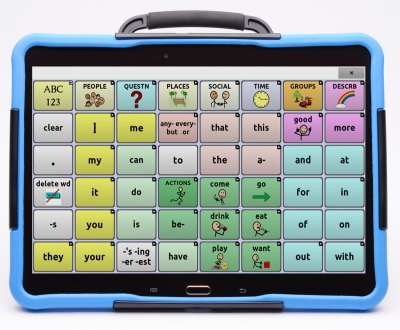 ×
ABC
123
PEOPLE
QUESTN
?
PLACES
SOCIAL
TIME
GROUPS
DESCRB
clear
I
me
any- every-
but or
that
this
good
more
.
my
can
to
the
a-
and
at
delete wd
it
do
ACTIONS
come
go
for
in
-s
you
is
be-
drink
eat
of
on
they
your
-'s -ing
-er -est
have
play
want
out
with